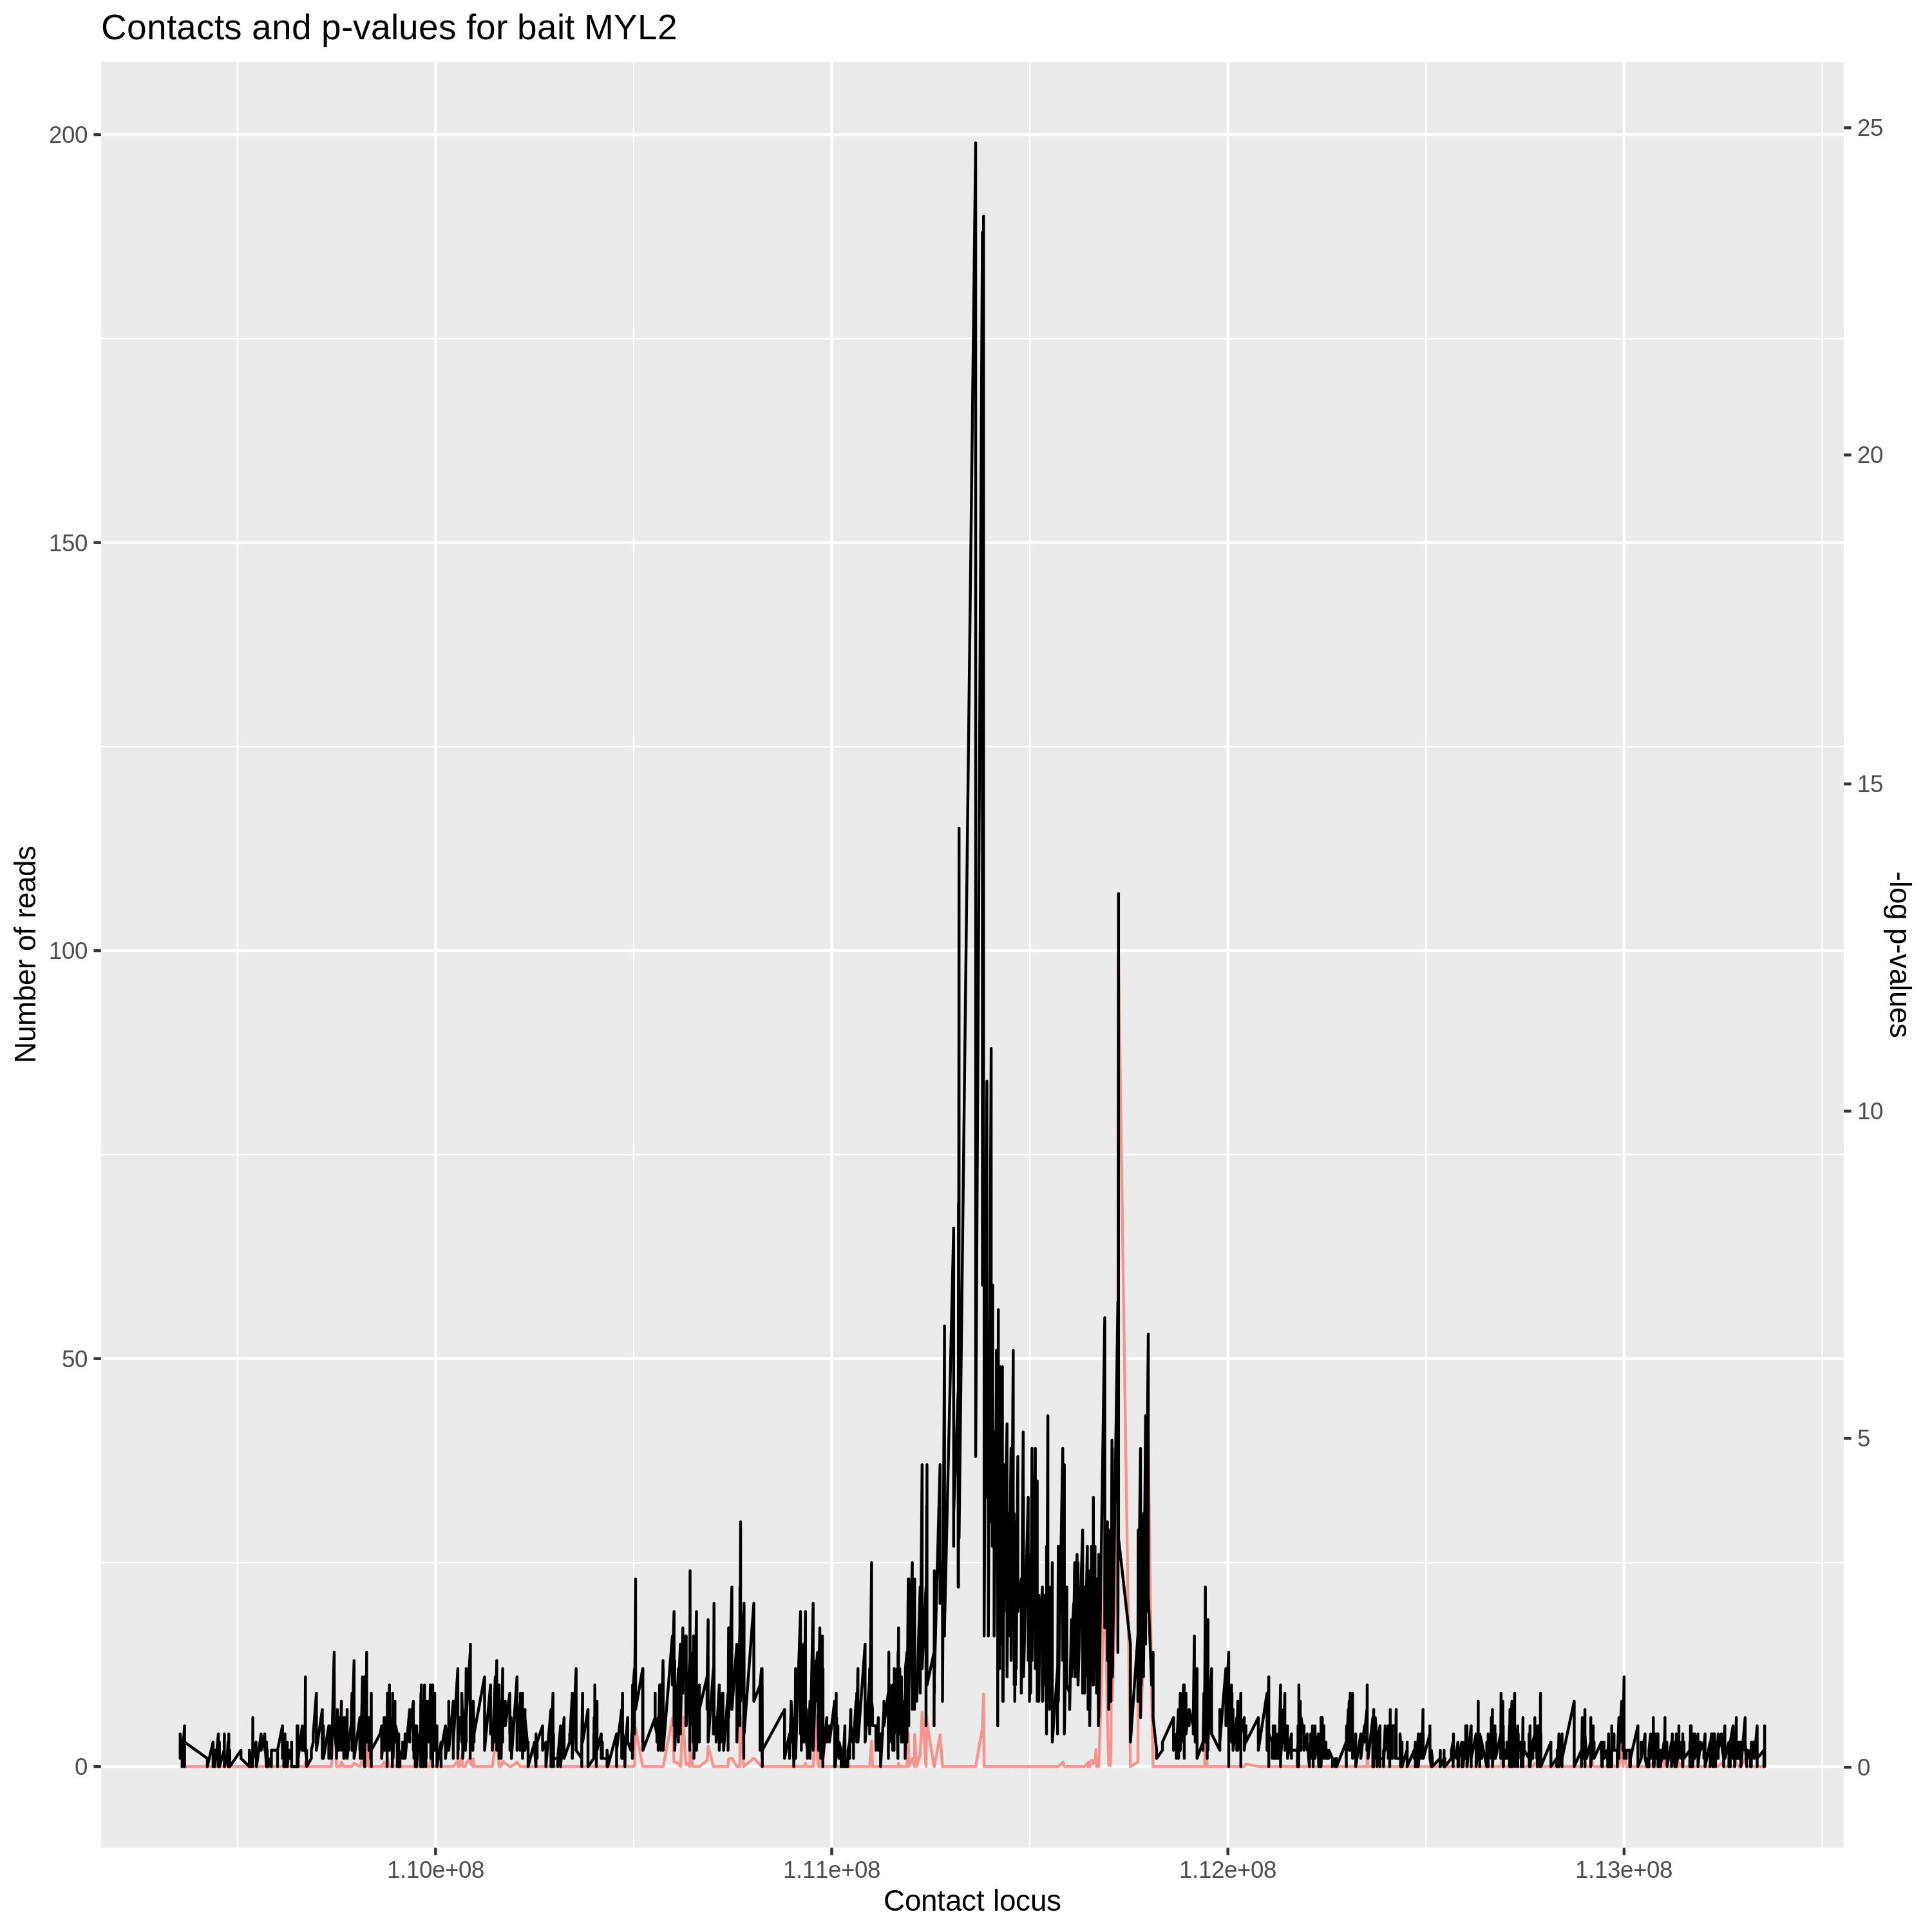 Contacts and p-values for bait MYL2
200
150
100
50
0
Number of reads
25
20
15
10
5
0
-log p-values
1.10e+08 1.11e+08 1.12e+08 1.13e+08
Contact locus